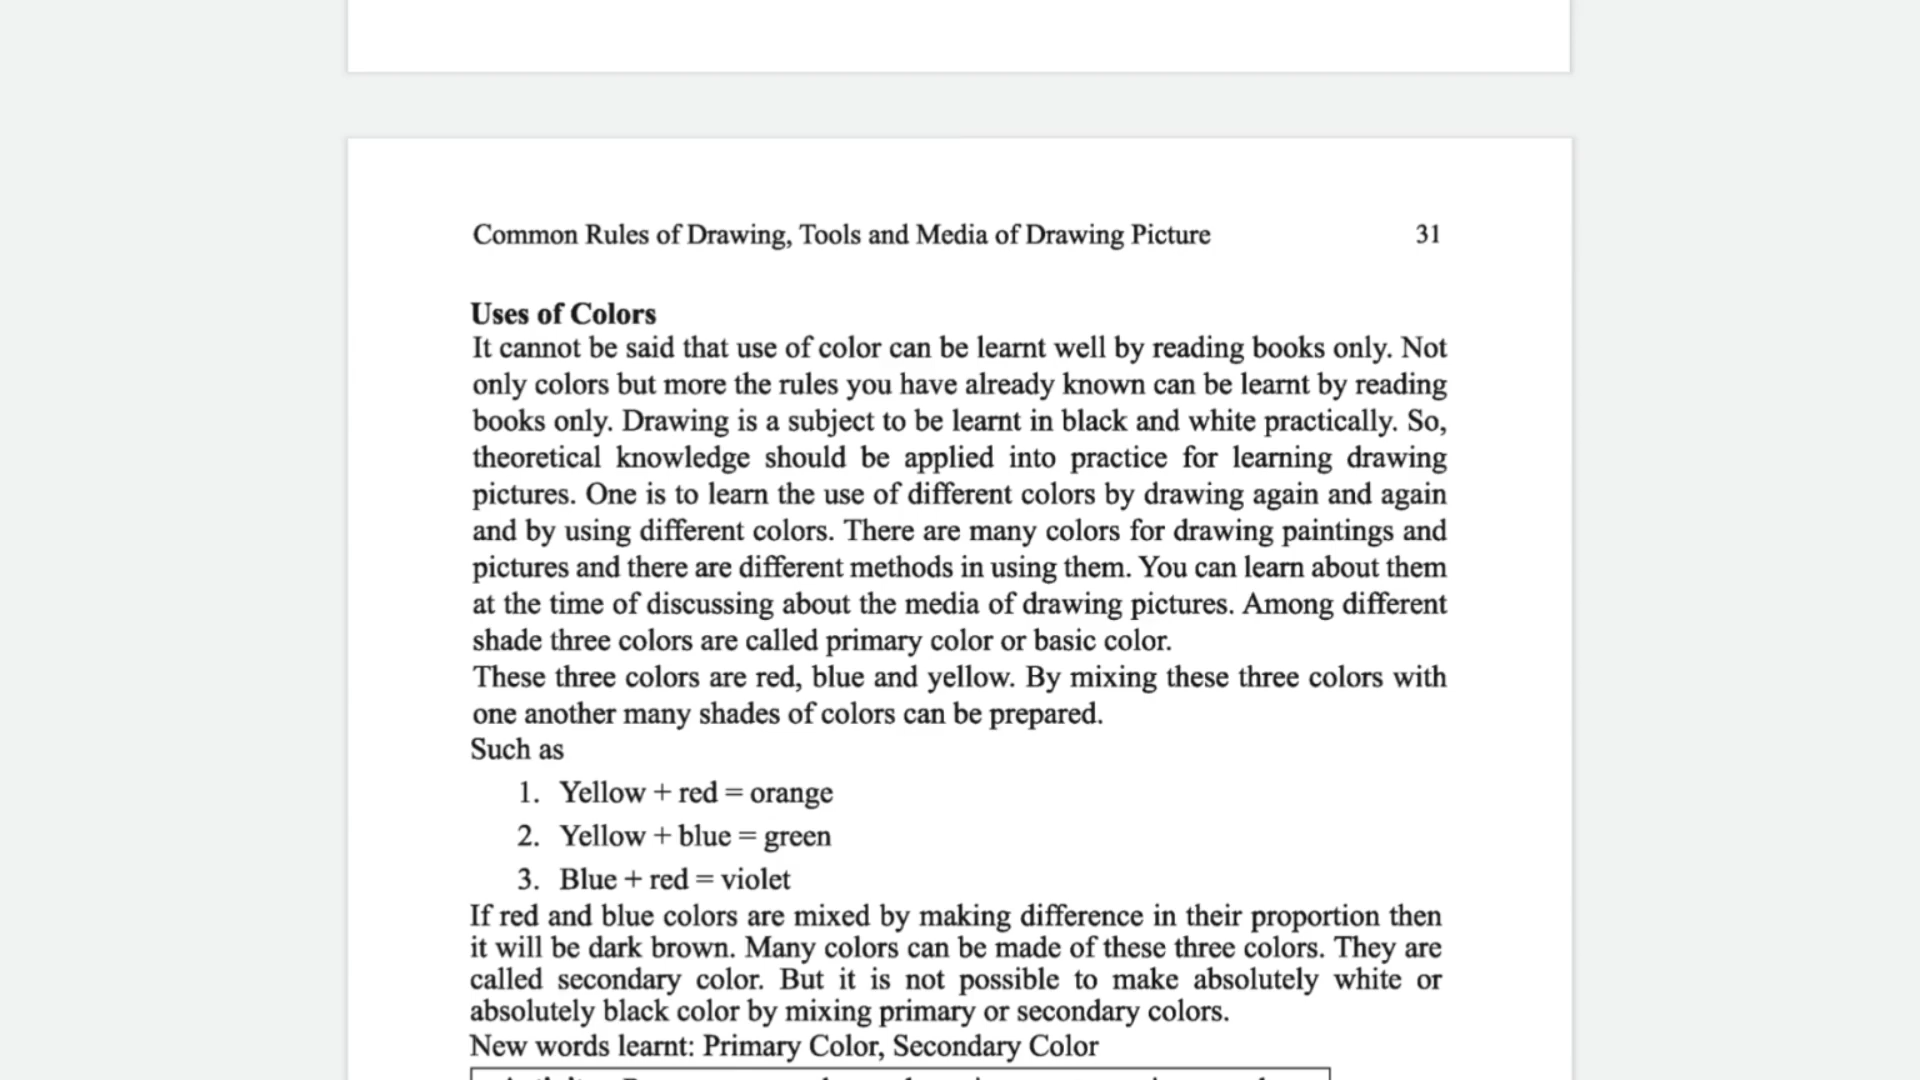 Common Rules of Drawing, Tools and Media of Drawing Picture 31
Uses of Colors
It cannot be said that use of color can be learnt well by reading books only. Not
only colors but more the rules you have already known can be learnt by reading
books only. Drawing is a subject to be learnt in black and white practically. So,
theoretical knowledge should be applied into practice for learning drawing
pictures. One is to learn the use of different colors by drawing again and again
and by using different colors. There are many colors for drawing paintings and
pictures and there are different methods in using them. You can learn about them
at the time of discussing about the media of drawing pictures. Among different
shade three colors are called primary color or basic color.
These three colors are red, blue and yellow. By mixing these three colors with
one another many shades of colors can be prepared.
Such as
1. Yellow + red = orange
2. Yellow + blue = green
3. Blue + red = violet
If red and blue colors are mixed by making difference in their proportion then
it will be dark brown. Many colors can be made of these three colors. They are
called secondary color. But it is not possible to make absolutely white or
absolutely black color by mixing primary or secondary colors.
New words learnt: Primary Color, Secondary Color